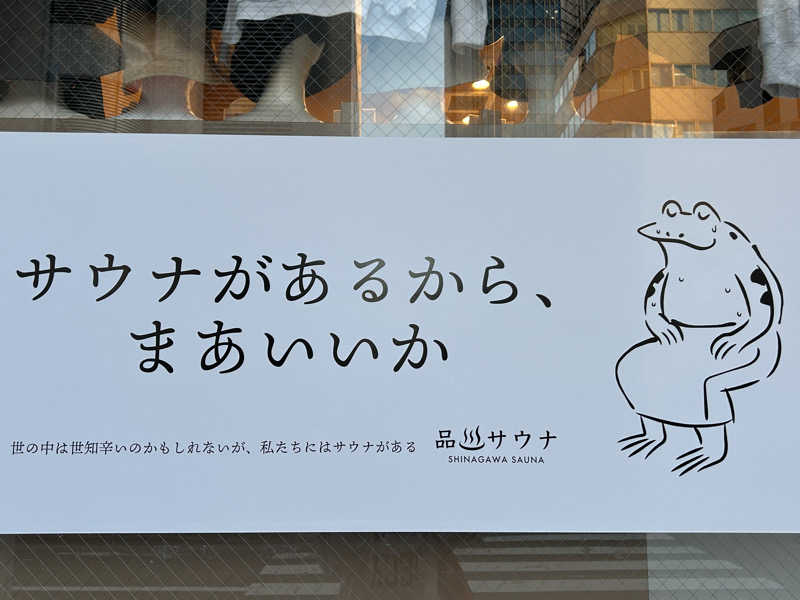 サウナがあるから、
まあいいか
世の中は世知辛いのかもしれないが、私たちにはサウナがある
品川サウナ
SHINAGAWA SAUNA